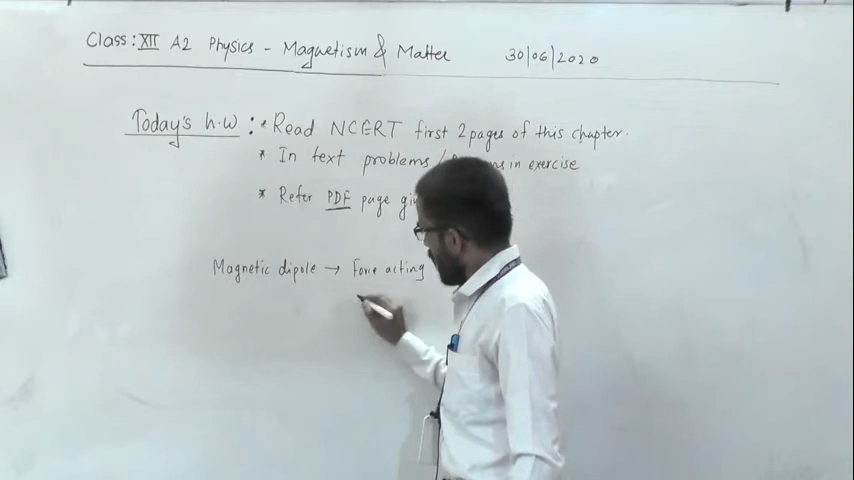 Class: XII A2 Physics - Magnetism & Matter 30/06/2020
Today's h.w : * Read NCERT first 2 pages of this chapter.
* In text problems / in exercise
* Refer PDF page
Magnetic dipole → Force acting